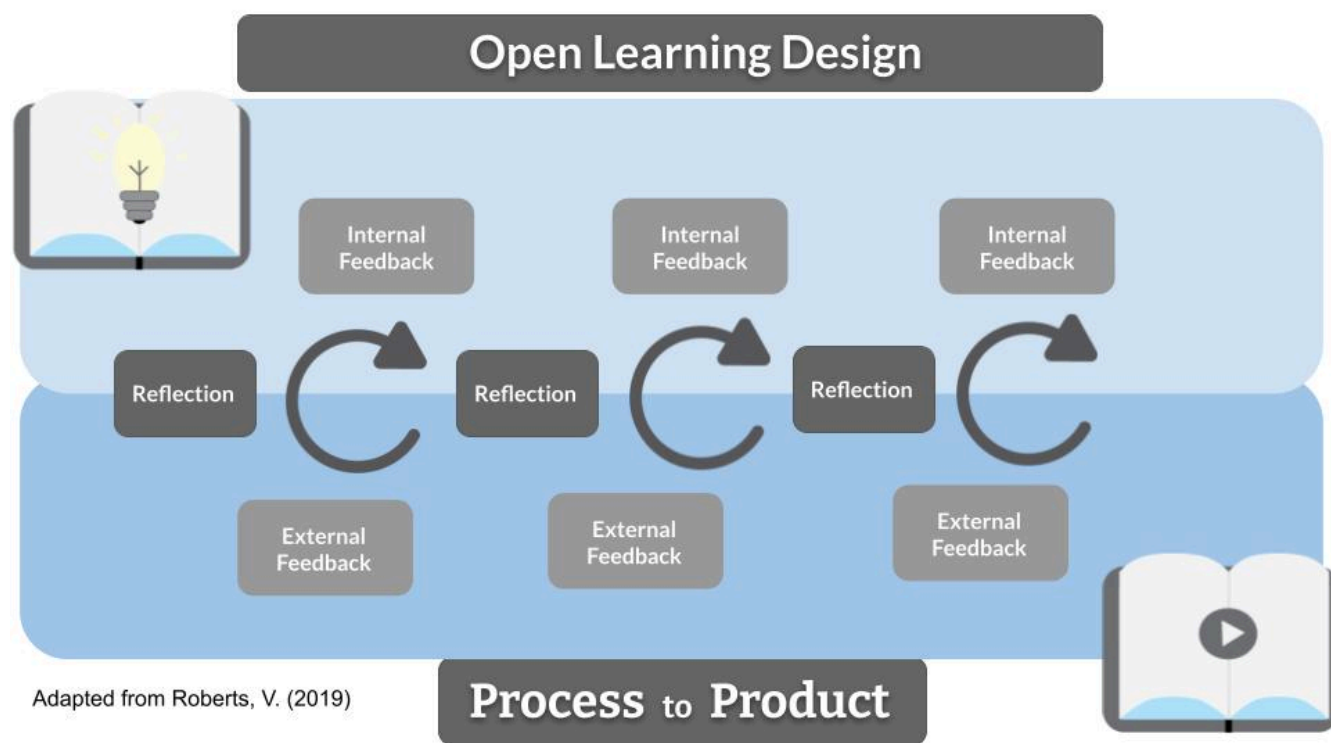 Open Learning Design
Internal
Feedback
Internal
Feedback
Internal
Feedback
Reflection
Reflection
Reflection
External
Feedback
External
Feedback
External
Feedback
Adapted from Roberts, V. (2019)
Process to Product